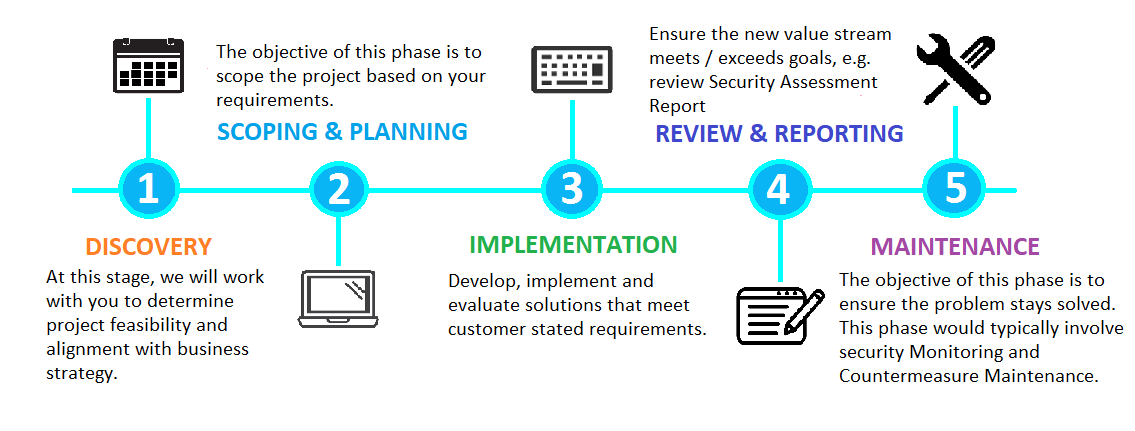 1
DISCOVERY
At this stage, we will work
with you to determine
project feasibility and
alignment with business
strategy.
The objective of this phase is to
scope the project based on your
requirements.
SCOPING & PLANNING
2
3
IMPLEMENTATION
Develop, implement and
evaluate solutions that meet
customer stated requirements.
Ensure the new value stream
meets / exceeds goals, e.g.
review Security Assessment
Report
REVIEW & REPORTING
4
5
MAINTENANCE
The objective of this phase is to
ensure the problem stays solved.
This phase would typically involve
security Monitoring and
Countermeasure Maintenance.